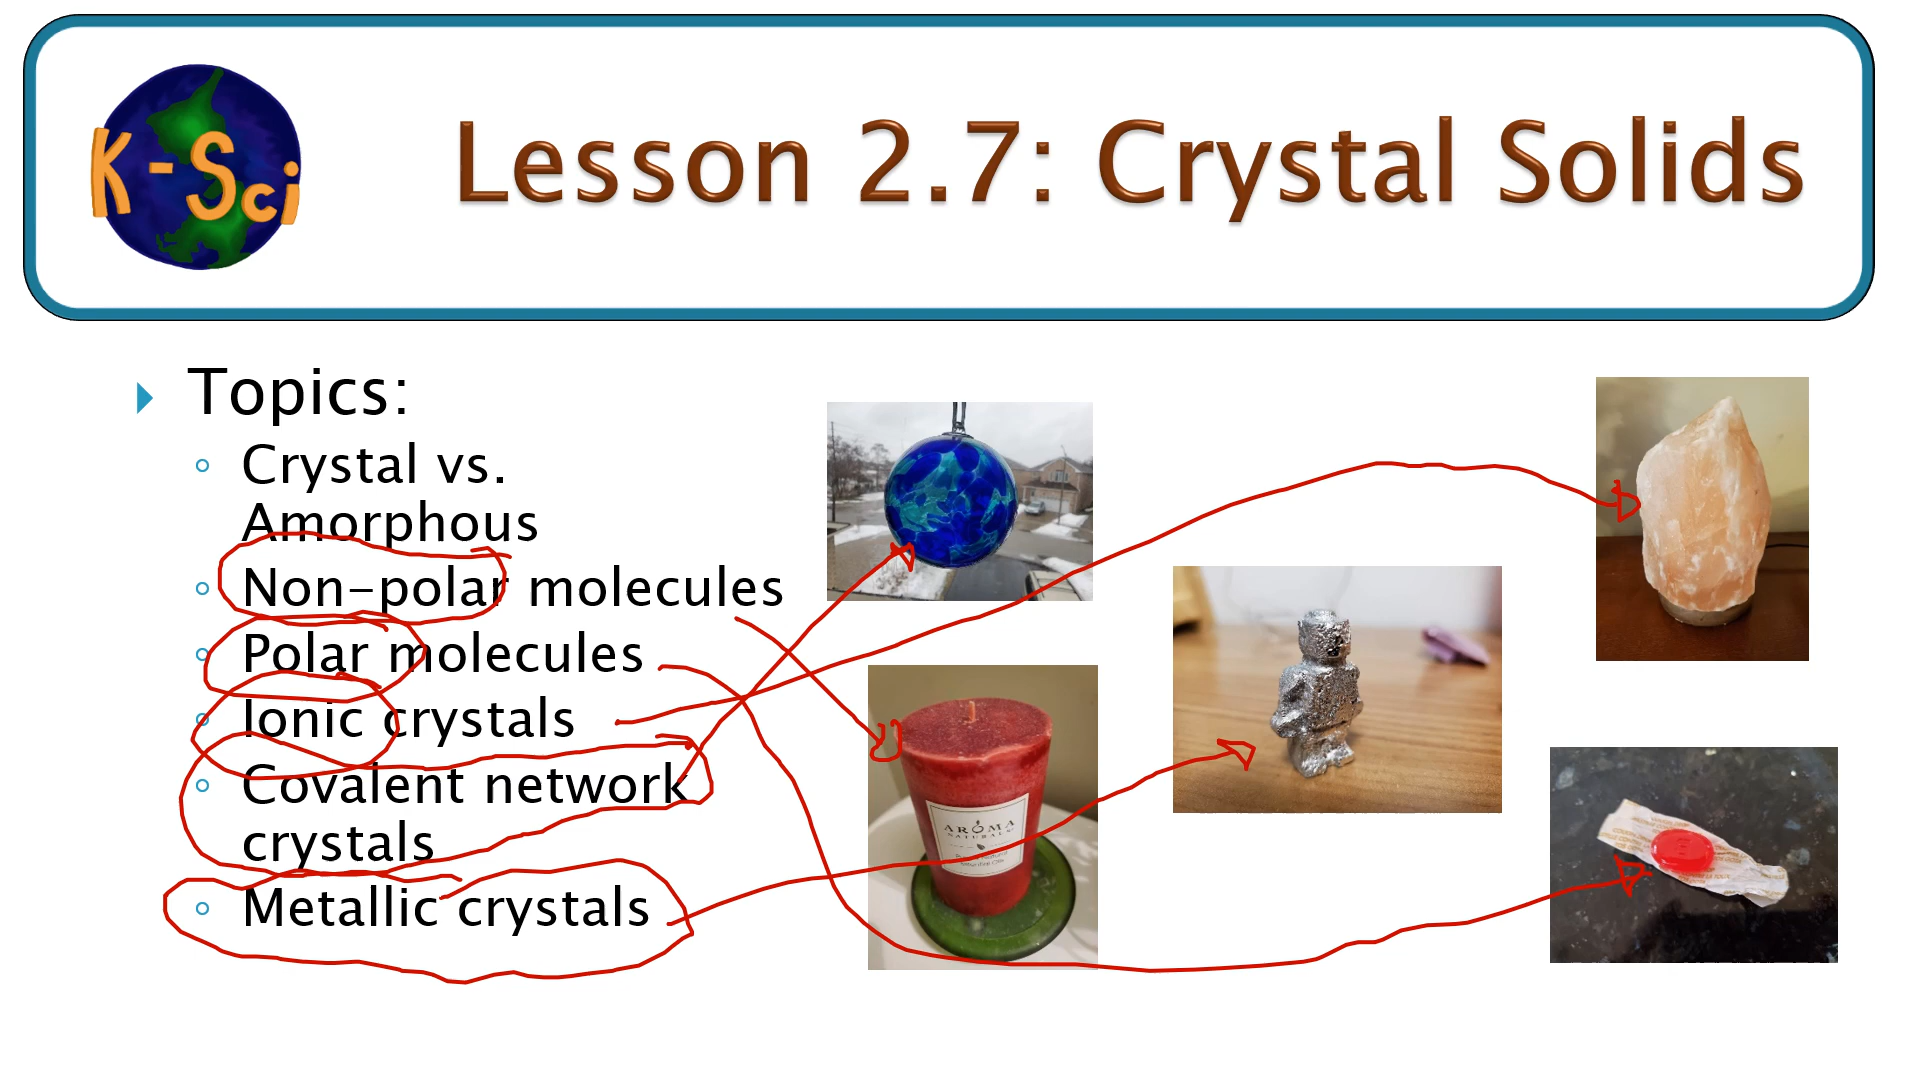 K-Sci
Lesson 2.7: Crystal Solids
Topics:
Crystal vs.
Amorphous
Non-polar molecules
Polar molecules
Ionic crystals
Covalent network
crystals
Metallic crystals
AROMA
NATURALS